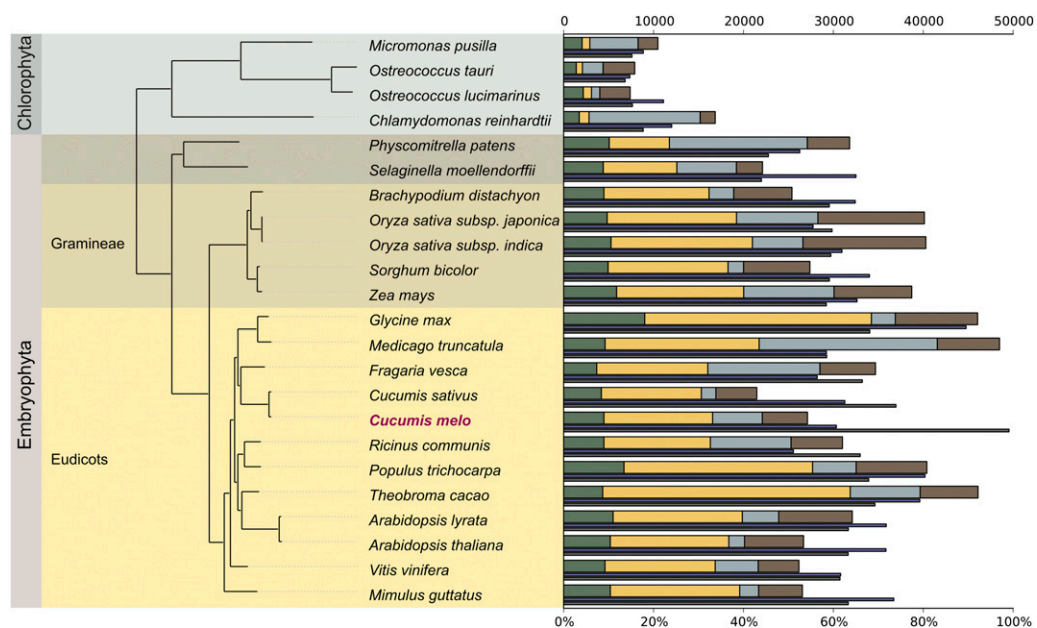 0 10000 20000 30000 40000 50000
Chlorophyta
Micromonas pusilla
Ostreococcus tauri
Ostreococcus lucimarinus
Chlamydomonas reinhardtii
Embryophyta
Physcomitrella patens
Selaginella moellendorffii
Gramineae
Brachypodium distachyon
Oryza sativa subsp. japonica
Oryza sativa subsp. indica
Sorghum bicolor
Zea mays
Eudicots
Glycine max
Medicago truncatula
Fragaria vesca
Cucumis sativus
Cucumis melo
Ricinus communis
Populus trichocarpa
Theobroma cacao
Arabidopsis lyrata
Arabidopsis thaliana
Vitis vinifera
Mimulus guttatus
0% 20% 40% 60% 80% 100%